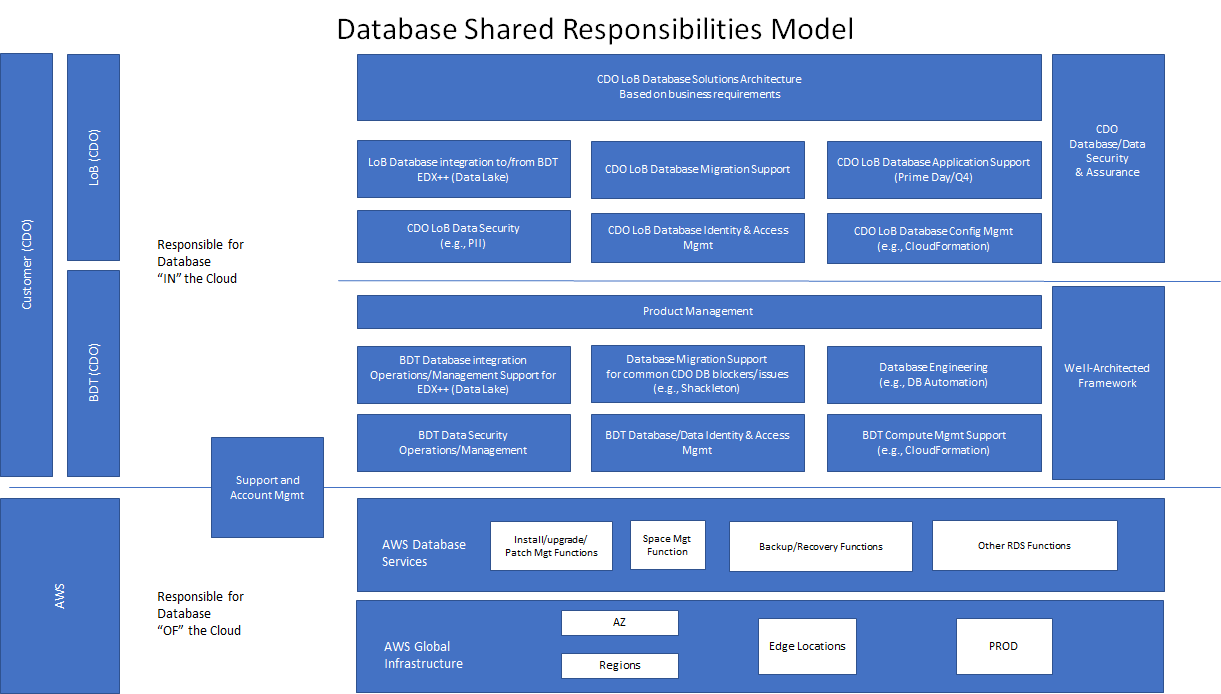 Database Shared Responsibilities Model
Customer (CDO)
LoB (CDO)
BDT (CDO)
Responsible for
Database
“IN” the Cloud
CDO LoB Database Solutions Architecture
Based on business requirements
CDO
Database/Data
Security
& Assurance
LoB Database integration to/from BDT
EDX++ (Data Lake)
CDO LoB Database Migration Support
CDO LoB Database Application Support
(Prime Day/Q4)
CDO LoB Data Security
(e.g., PII)
CDO LoB Database Identity & Access
Mgmt
CDO LoB Database Config Mgmt
(e.g., CloudFormation)
Product Management
Well-Architected
Framework
BDT Database integration
Operations/Management Support for
EDX++ (Data Lake)
Database Migration Support
for common CDO DB blockers/issues
(e.g., Shackleton)
Database Engineering
(e.g., DB Automation)
BDT Data Security
Operations/Management
BDT Database/Data Identity & Access
Mgmt
BDT Compute Mgmt Support
(e.g., CloudFormation)
Support and
Account Mgmt
AWS
Responsible for
Database
“OF” the Cloud
AWS Database
Services
Install/upgrade/
Patch Mgt Functions
Space Mgt
Function
Backup/Recovery Functions
Other RDS Functions
AWS Global
Infrastructure
AZ
Regions
Edge Locations
PROD